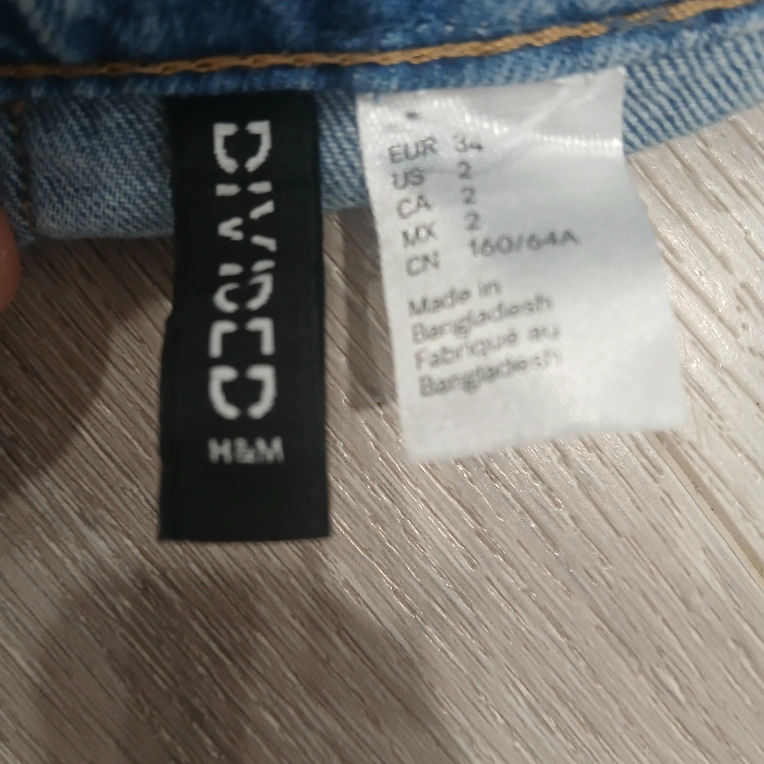 DIVIDED
H&M
EUR 34
US 2
CA 2
MX 2
CN 160/64A
Made in
Bangladesh
Fabriqué au
Bangladesh